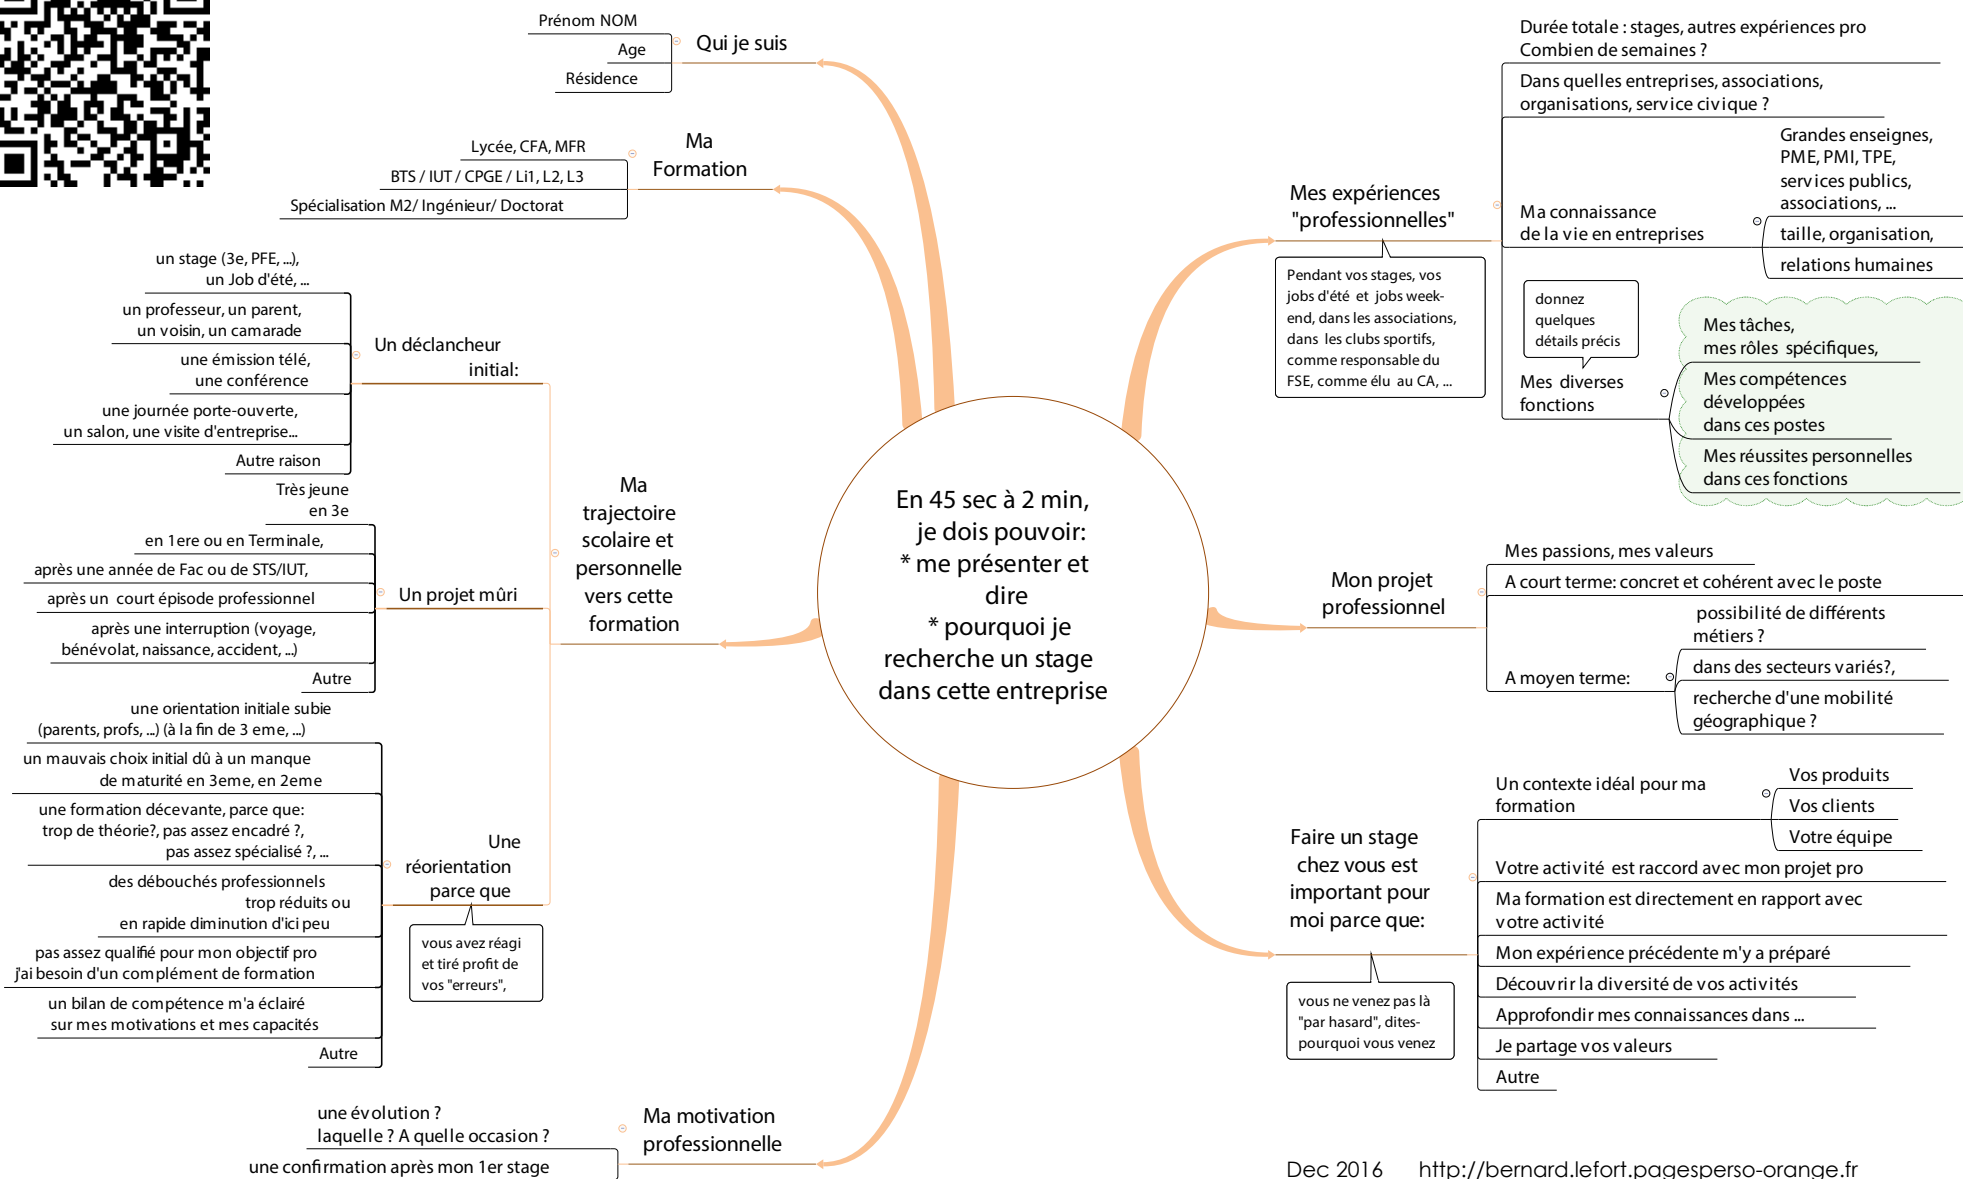 Prénom NOM
Age
Résidence
Qui je suis
Lycée, CFA, MFR
BTS / IUT / CPGE / Li1, L2, L3
Spécialisation M2/ Ingénieur/ Doctorat
Ma
Formation
un stage (3e, PFE, ...),
un Job d'été, ...
un professeur, un parent,
un voisin, un camarade
une émission télé,
une conférence
une journée porte-ouverte,
un salon, une visite d'entreprise...
Autre raison
Un déclancheur
initial:
Très jeune
en 3e
en 1ere ou en Terminale,
après une année de Fac ou de STS/IUT,
après un court épisode professionnel
après une interruption (voyage,
bénévolat, naissance, accident, ...)
Autre
Un projet mûri
une orientation initiale subie
(parents, profs, ...) (à la fin de 3 eme, ...)
un mauvais choix initial dû à un manque
de maturité en 3eme, en 2eme
une formation décevante, parce que:
trop de théorie?, pas assez encadré ?,
pas assez spécialisé ?, ...
des débouchés professionnels
trop réduits ou
en rapide diminution d'ici peu
pas assez qualifié pour mon objectif pro
j'ai besoin d'un complément de formation
un bilan de compétence m'a éclairé
sur mes motivations et mes capacités
Autre
Une
réorientation
parce que
vous avez réagi
et tiré profit de
vos "erreurs",
Ma
trajectoire
scolaire et
personnelle
vers cette
formation
une évolution ?
laquelle ? A quelle occasion ?
une confirmation après mon 1er stage
Ma motivation
professionnelle
En 45 sec à 2 min,
je dois pouvoir:
* me présenter et
dire
* pourquoi je
recherche un stage
dans cette entreprise
Mes expériences
"professionnelles"
Pendant vos stages, vos
jobs d'été et jobs week-
end, dans les associations,
dans les clubs sportifs,
comme responsable du
FSE, comme élu au CA, ...
Durée totale : stages, autres expériences pro
Combien de semaines ?
Dans quelles entreprises, associations,
organisations, service civique ?
Ma connaissance
de la vie en entreprises
Grandes enseignes,
PME, PMI, TPE,
services publics,
associations, ...
taille, organisation,
relations humaines
donnez
quelques
détails précis
Mes diverses
fonctions
Mes tâches,
mes rôles spécifiques,
Mes compétences
développées
dans ces postes
Mes réussites personnelles
dans ces fonctions
Mon projet
professionnel
Mes passions, mes valeurs
A court terme: concret et cohérent avec le poste
A moyen terme:
possibilité de différents
métiers ?
dans des secteurs variés?,
recherche d'une mobilité
géographique ?
Faire un stage
chez vous est
important pour
moi parce que:
vous ne venez pas là
"par hasard", dites-
pourquoi vous venez
Un contexte idéal pour ma
formation
Vos produits
Vos clients
Votre équipe
Votre activité est raccord avec mon projet pro
Ma formation est directement en rapport avec
votre activité
Mon expérience précédente m'y a préparé
Découvrir la diversité de vos activités
Approfondir mes connaissances dans ...
Je partage vos valeurs
Autre
Dec 2016 http://bernard.lefort.pagesperso-orange.fr